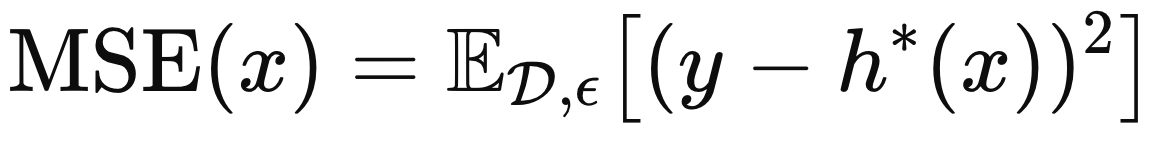 MSE(x) = 𝔼_{𝒟,ϵ}[(y − h*(x))²]